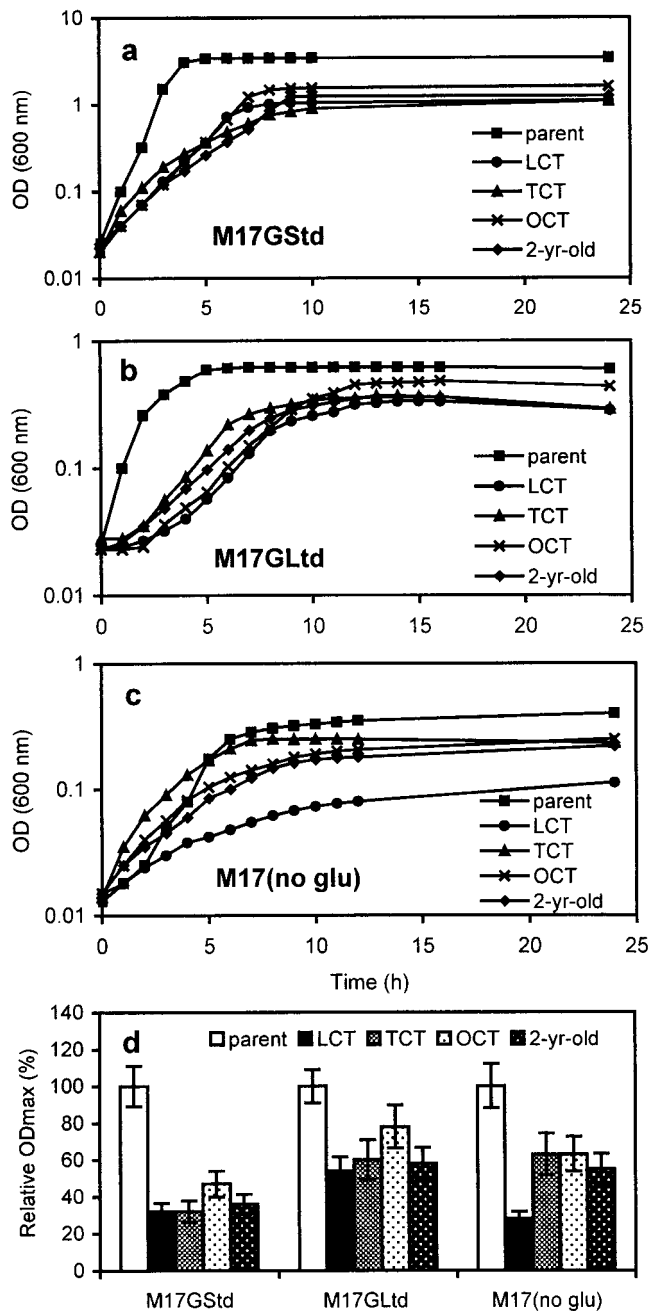 a
OD (600 nm)
10
1
0.1
0.01
parent
LCT
TCT
OCT
2-yr-old
M17GStd
0 5 10 15 20 25
b
OD (600 nm)
1
0.1
0.01
parent
LCT
TCT
OCT
2-yr-old
M17GLtd
0 5 10 15 20 25
c
OD (600 nm)
1
0.1
0.01
parent
LCT
TCT
OCT
2-yr-old
M17(no glu)
0 5 10 15 20 25
Time (h)
d
parent LCT TCT OCT 2-yr-old
Relative ODmax (%)
140
120
100
80
60
40
20
0
M17GStd M17GLtd M17(no glu)